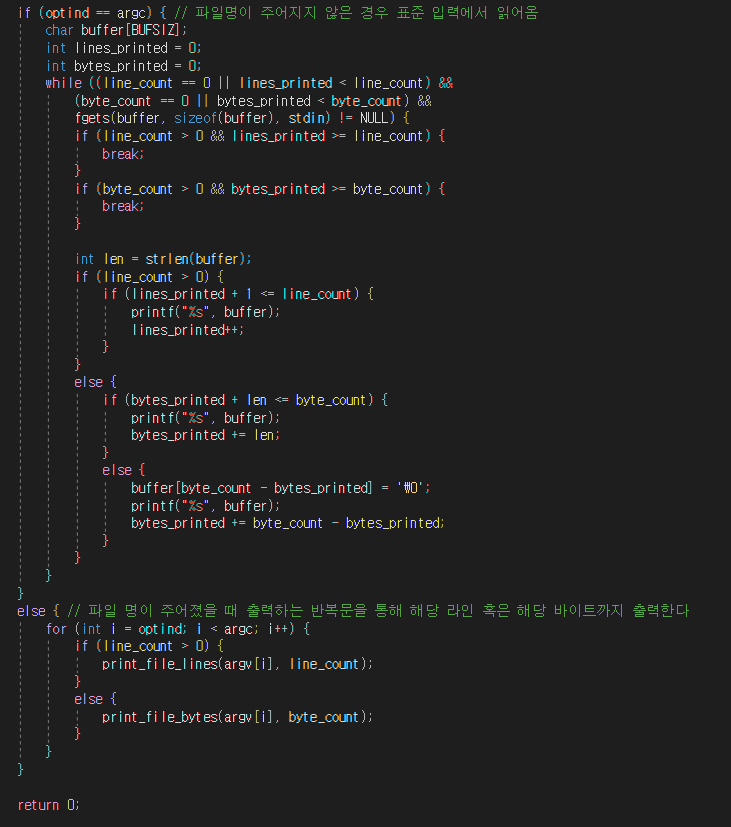 if (optind == argc) { // 파일명이 주어지지 않은 경우 표준 입력에서 읽어옴
char buffer[BUFSIZ];
int lines_printed = 0;
int bytes_printed = 0;
while ((line_count == 0 || lines_printed < line_count) &&
(byte_count == 0 || bytes_printed < byte_count) &&
fgets(buffer, sizeof(buffer), stdin) != NULL) {
if (line_count > 0 && lines_printed >= line_count) {
break;
}
if (byte_count > 0 && bytes_printed >= byte_count) {
break;
}
int len = strlen(buffer);
if (line_count > 0) {
if (lines_printed + 1 <= line_count) {
printf("%s", buffer);
lines_printed++;
}
}
else {
if (bytes_printed + len <= byte_count) {
printf("%s", buffer);
bytes_printed += len;
}
else {
buffer[byte_count - bytes_printed] = '₩0';
printf("%s", buffer);
bytes_printed += byte_count - bytes_printed;
}
}
}
}
else { // 파일 명이 주어졌을 때 출력하는 반복문을 통해 해당 라인 혹은 해당 바이트까지 출력한다
for (int i = optind; i < argc; i++) {
if (line_count > 0) {
print_file_lines(argv[i], line_count);
}
else {
print_file_bytes(argv[i], byte_count);
}
}
}
return 0;